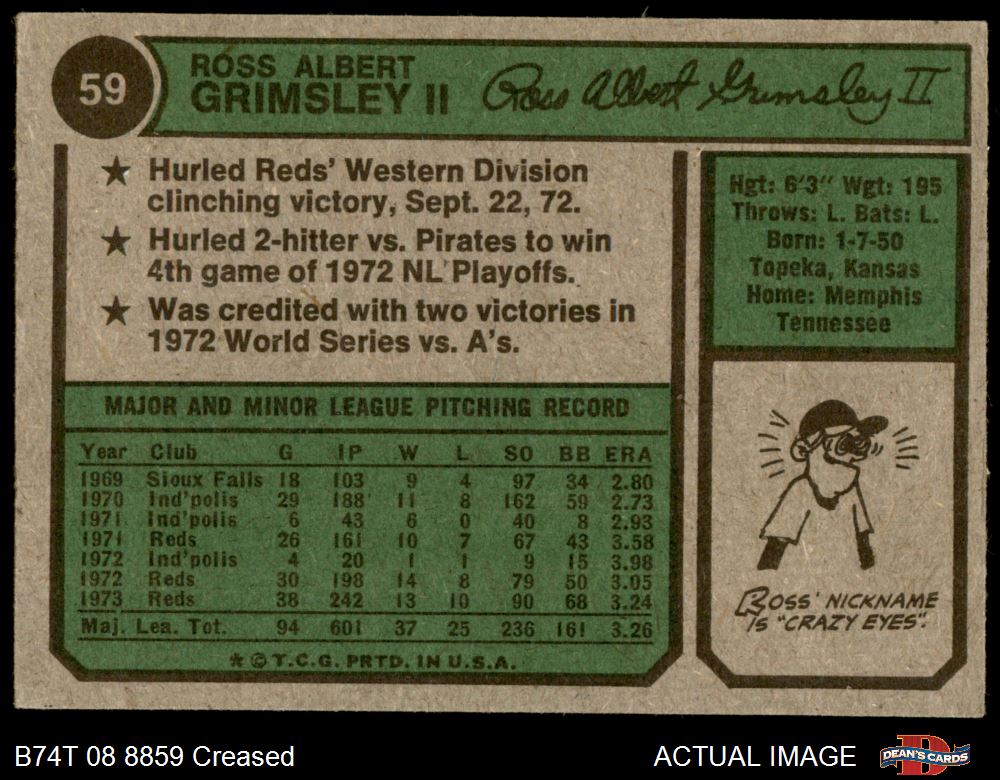 59
ROSS ALBERT
GRIMSLEY II
Ross Albert Grimsley II
★ Hurled Reds' Western Division
clinching victory, Sept. 22, 72.
★ Hurled 2-hitter vs. Pirates to win
4th game of 1972 NL Playoffs.
★ Was credited with two victories in
1972 World Series vs. A's.
Hgt: 6'3" Wgt: 195
Throws: L. Bats: L.
Born: 1-7-50
Topeka, Kansas
Home: Memphis
Tennessee
MAJOR AND MINOR LEAGUE PITCHING RECORD
Year Club G IP W L SO BB ERA
1969 Sioux Falls 18 103 9 4 97 34 2.80
1970 Ind'polis 29 188 11 8 162 59 2.73
1971 Ind'polis 6 43 6 0 40 8 2.93
1971 Reds 26 161 10 7 67 43 3.58
1972 Ind'polis 4 20 1 1 9 15 3.98
1972 Reds 30 198 14 8 79 50 3.05
1973 Reds 38 242 13 10 90 68 3.24
Maj. Lea. Tot. 94 601 37 25 236 161 3.26
★ © T.C.G. PRTD. IN U.S.A.
ROSS' NICKNAME
IS "CRAZY EYES".
B74T 08 8859 Creased
ACTUAL IMAGE
DEAN'S CARDS